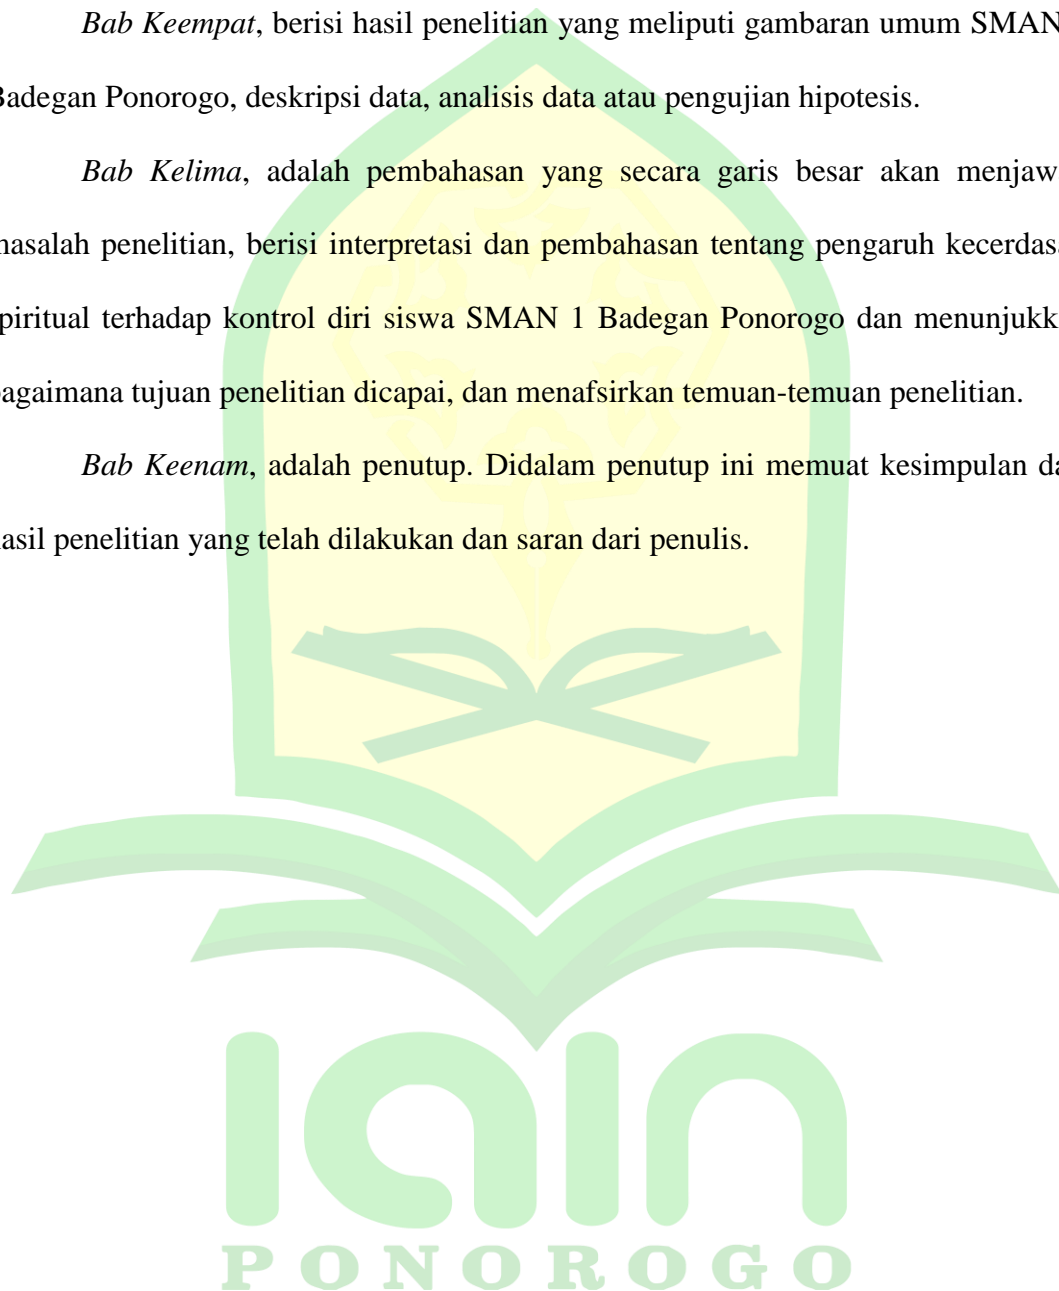 Bab Keempat, berisi hasil penelitian yang meliputi gambaran umum SMAN
Badegan Ponorogo, deskripsi data, analisis data atau pengujian hipotesis.
Bab Kelima, adalah pembahasan yang secara garis besar akan menjaw
masalah penelitian, berisi interpretasi dan pembahasan tentang pengaruh kecerdasa
piritual terhadap kontrol diri siswa SMAN 1 Badegan Ponorogo dan menunjukk
bagaimana tujuan penelitian dicapai, dan menafsirkan temuan-temuan penelitian.
Bab Keenam, adalah penutup. Didalam penutup ini memuat kesimpulan da
hasil penelitian yang telah dilakukan dan saran dari penulis.
IAIN
PONOROGO